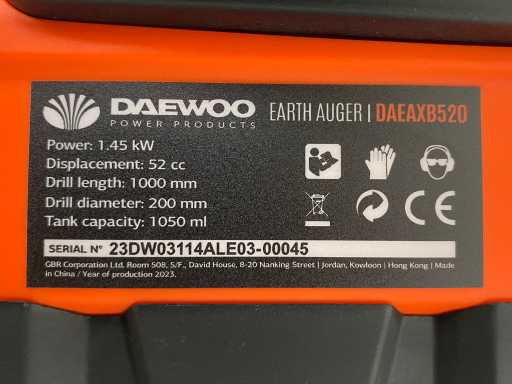 DAEWOO
POWER PRODUCTS
EARTH AUGER | DAEAXB520
Power: 1.45 kW
Displacement: 52 cc
Drill length: 1000 mm
Drill diameter: 200 mm
Tank capacity: 1050 ml
CE
SERIAL Nº 23DW03114ALE03-00045
GBR Corporation Ltd. Room 508, 5/F., David House, 8-20 Nanking Street | Jordan, Kowloon | Hong Kong | Made
in China / Year of production 2023.